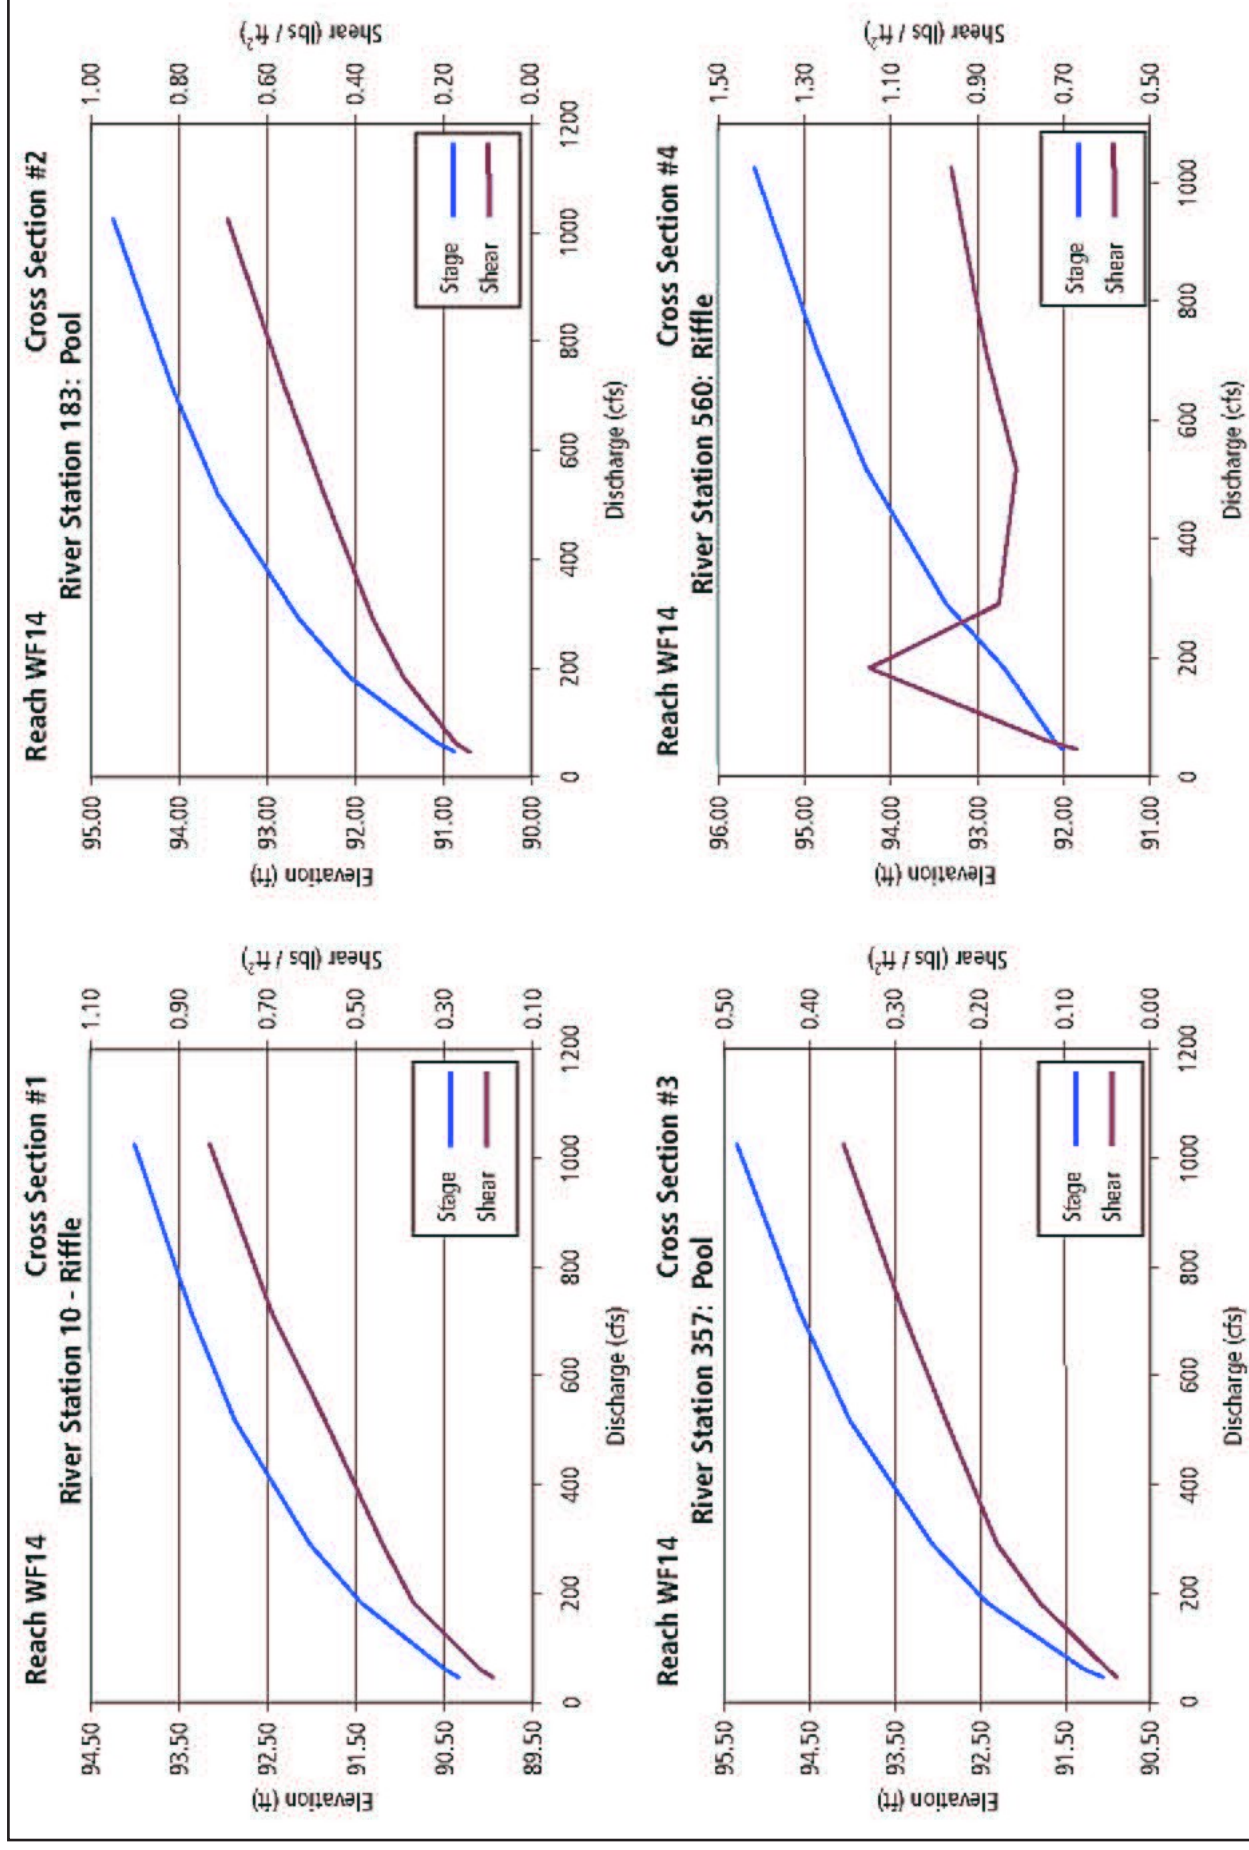 Reach WF14 Cross Section #1
River Station 10 - Riffle
Elevation (ft)
94.50
93.50
92.50
91.50
90.50
89.50
Shear (lbs / ft²)
1.10
0.90
0.70
0.50
0.30
0.10
0 200 400 600 800 1000 1200
Discharge (cfs)
Stage
Shear
Reach WF14 Cross Section #2
River Station 183: Pool
Elevation (ft)
95.00
94.00
93.00
92.00
91.00
90.00
Shear (lbs / ft²)
1.00
0.80
0.60
0.40
0.20
0.00
0 200 400 600 800 1000 1200
Discharge (cfs)
Stage
Shear
Reach WF14 Cross Section #3
River Station 357: Pool
Elevation (ft)
95.50
94.50
93.50
92.50
91.50
90.50
Shear (lbs / ft²)
0.50
0.40
0.30
0.20
0.10
0.00
0 200 400 600 800 1000 1200
Discharge (cfs)
Stage
Shear
Reach WF14 Cross Section #4
River Station 560: Riffle
Elevation (ft)
96.00
95.00
94.00
93.00
92.00
91.00
Shear (lbs / ft²)
1.50
1.30
1.10
0.90
0.70
0.50
0 200 400 600 800 1000
Discharge (cfs)
Stage
Shear